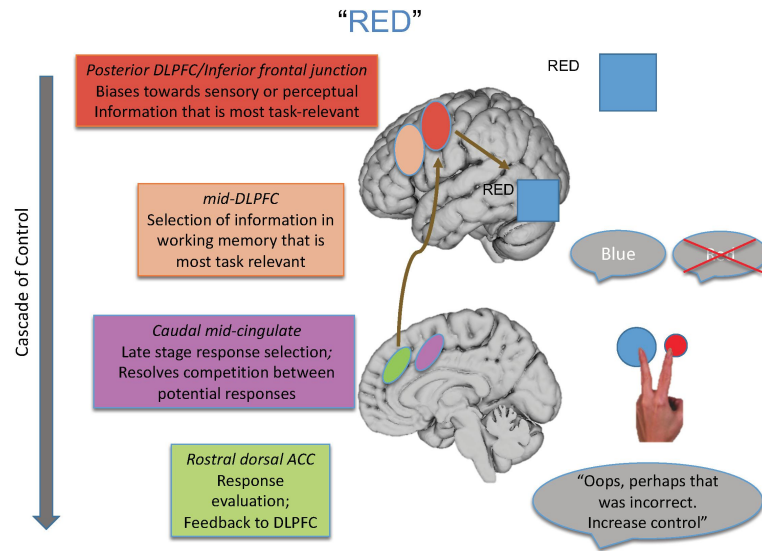 “RED”
Posterior DLPFC/Inferior frontal junction
Biases towards sensory or perceptual
Information that is most task-relevant
RED
RED
mid-DLPFC
Selection of information in
working memory that is
most task relevant
Blue
Red
Cascade of Control
Caudal mid-cingulate
Late stage response selection;
Resolves competition between
potential responses
Rostral dorsal ACC
Response
evaluation;
Feedback to DLPFC
“Oops, perhaps that
was incorrect.
Increase control”